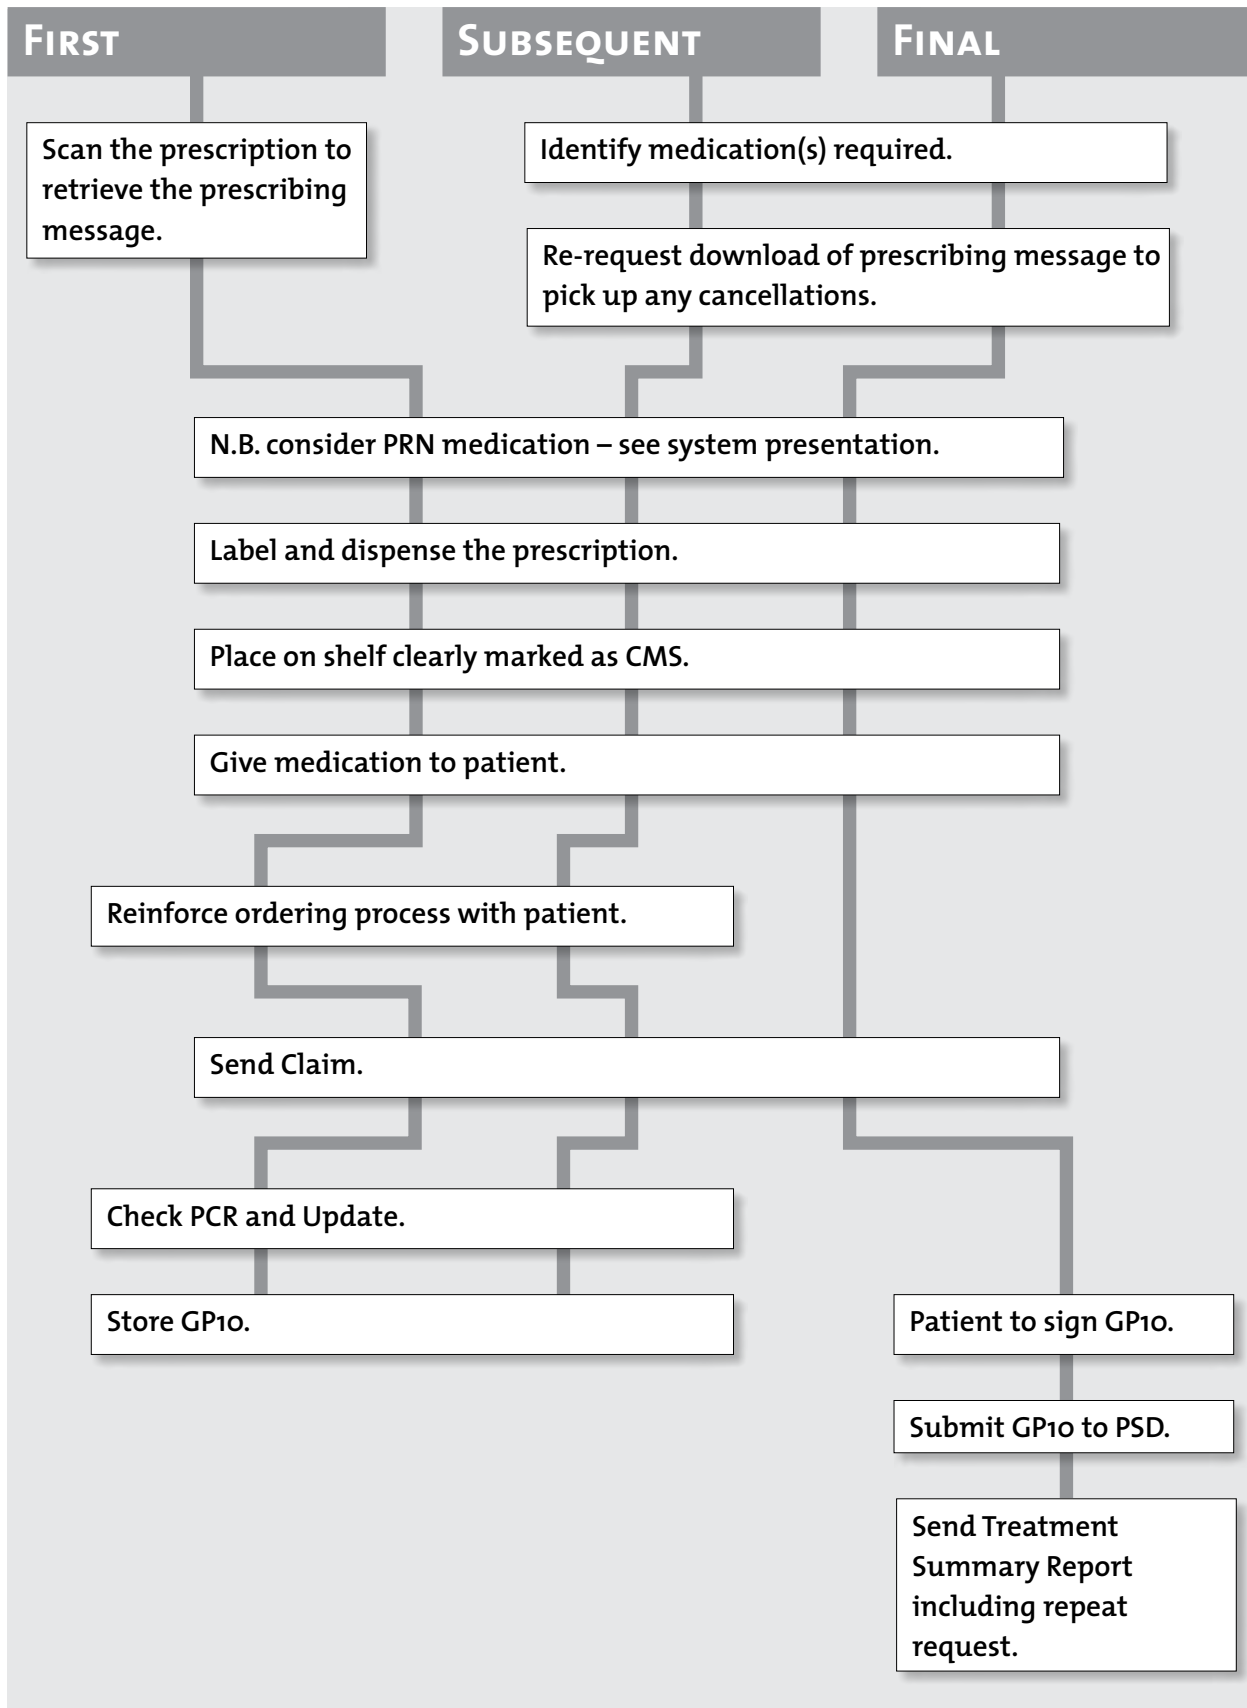 First
Subsequent
Final
Scan the prescription to
retrieve the prescribing
message.
Identify medication(s) required.
Re-request download of prescribing message to
pick up any cancellations.
N.B. consider PRN medication – see system presentation.
Label and dispense the prescription.
Place on shelf clearly marked as CMS.
Give medication to patient.
Reinforce ordering process with patient.
Send Claim.
Check PCR and Update.
Store GP10.
Patient to sign GP10.
Submit GP10 to PSD.
Send Treatment
Summary Report
including repeat
request.